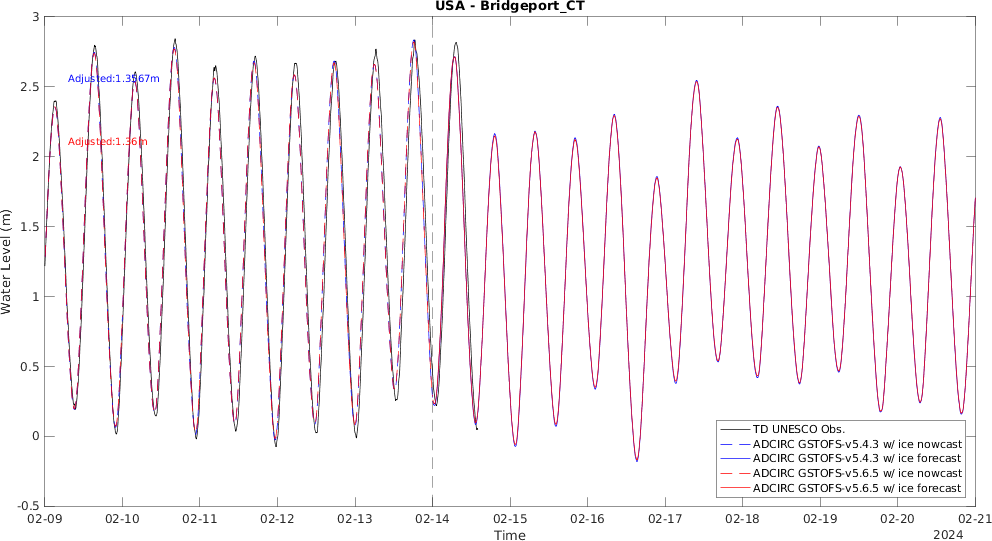 USA - Bridgeport_CT
3
2.5
2
1.5
1
0.5
0
-0.5
Water Level (m)
Adjusted:1.3567m
Adjusted:1.36m
TD UNESCO Obs.
ADCIRC GSTOFS-v5.4.3 w/ ice nowcast
ADCIRC GSTOFS-v5.4.3 w/ ice forecast
ADCIRC GSTOFS-v5.6.5 w/ ice nowcast
ADCIRC GSTOFS-v5.6.5 w/ ice forecast
02-09 02-10 02-11 02-12 02-13 02-14 02-15 02-16 02-17 02-18 02-19 02-20 02-21
Time
2024